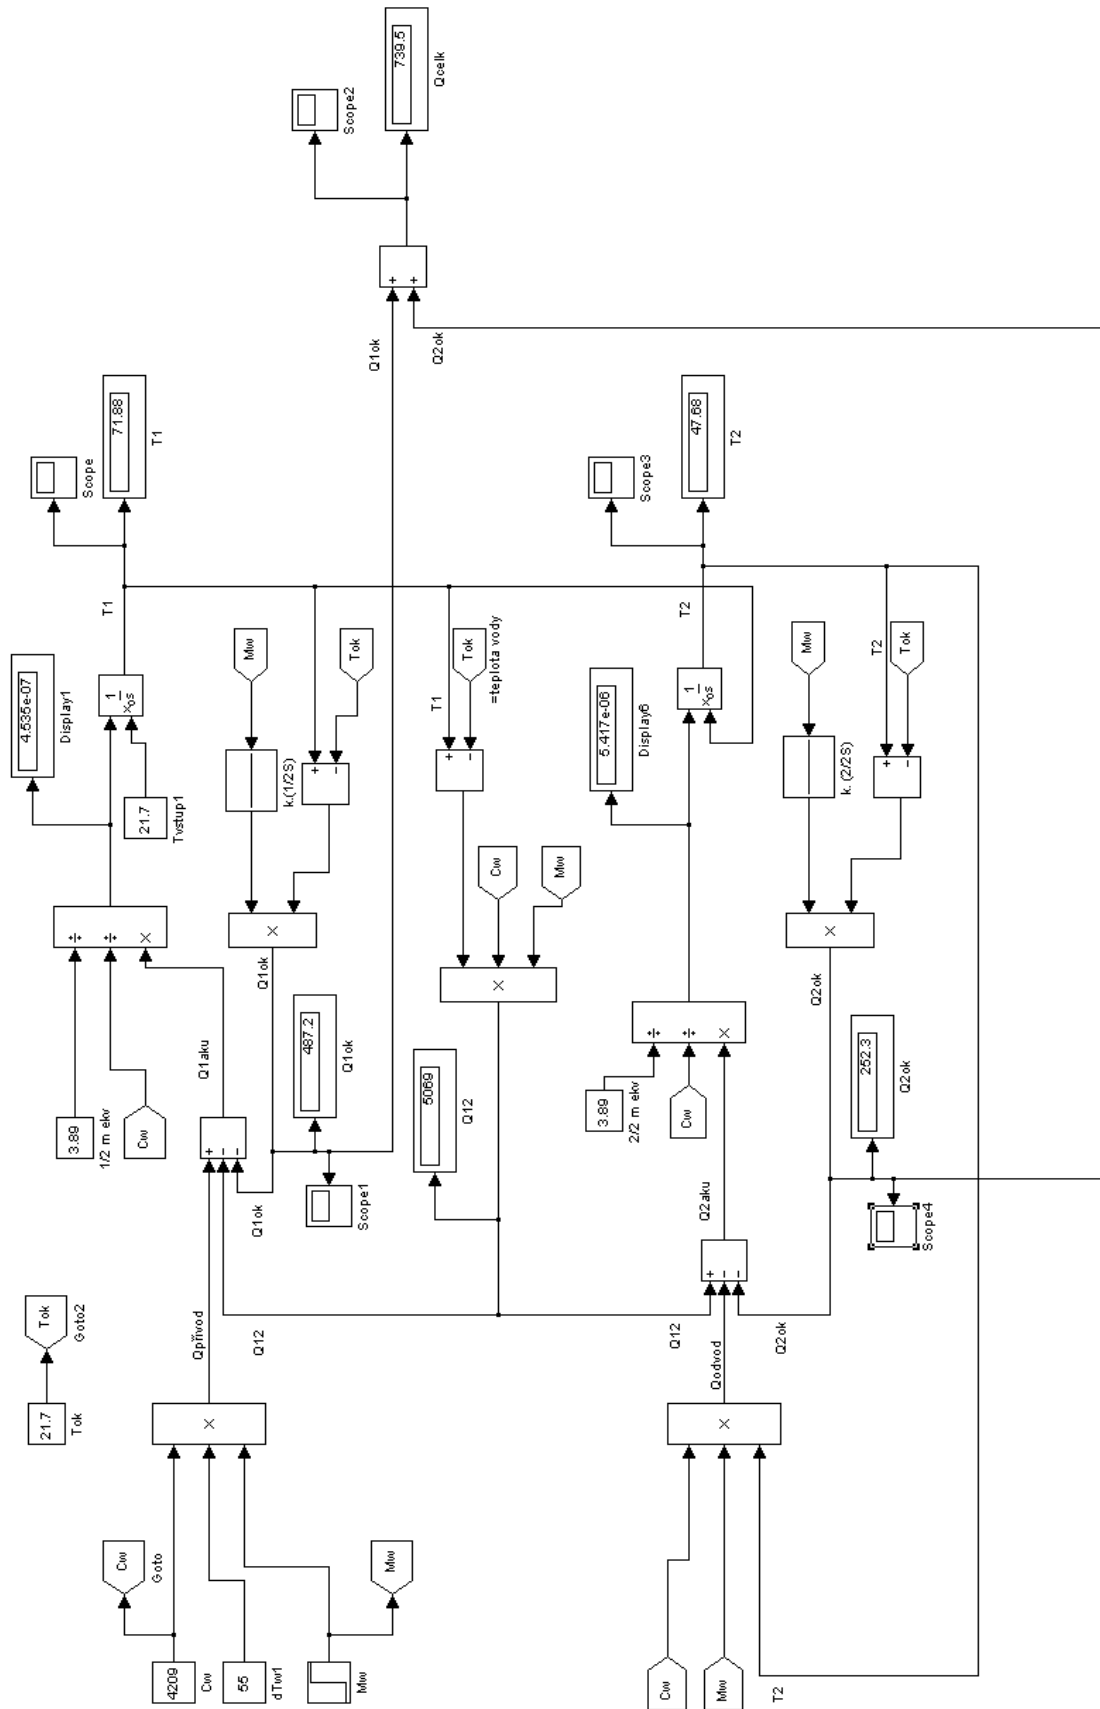 739.5
Qcelk
Scope2
+
+
Q1ok
Q2ok
71.88
T1
Scope
4.535e-07
Display1
T1
1
xos
21.7
Tvstup1
÷
÷
×
Mw
k.(1/2S)
+
−
Tok
×
Q1ok
T1
Tok
=teplota vody
+
−
Cw
Mw
×
47.68
T2
Scope3
T2
1
xos
5.417e-06
Display6
Mw
k.(2/2S)
T2
Tok
+
−
×
Q2ok
÷
÷
×
3.89
2/2 m ekv
Cw
Q2aku
252.3
Q2ok
Scope4
5069
Q12
487.2
Q1ok
Scope1
Q1aku
3.89
1/2 m ekv
Cw
+
−
−
Q1ok
+
−
−
Qpřívod
Q12
Q12
Qodvod
Q2ok
Tok
Goto2
21.7
Tok
×
×
Cw
Goto
4209
Cw
55
dTw1
Mw
Mw
Cw
Mw
T2